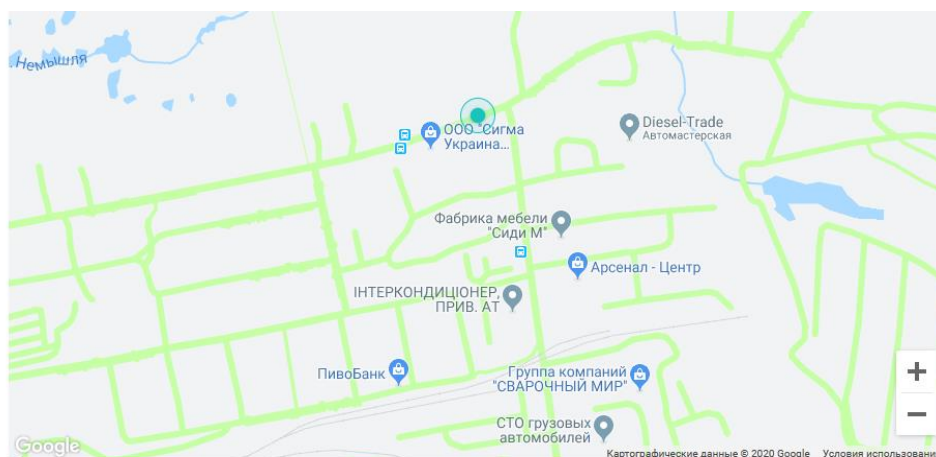 Немышля
ООО "Сигма
Украина...
Diesel-Trade
Автомастерская
Фабрика мебели
"Сиди М"
Арсенал - Центр
ІНТЕРКОНДИЦІОНЕР,
ПРИВ. АТ
ПивоБанк
Группа компаний
"СВАРОЧНЫЙ МИР"
СТО грузовых
автомобилей
Google
Картографические данные © 2020 Google
Условия использовани